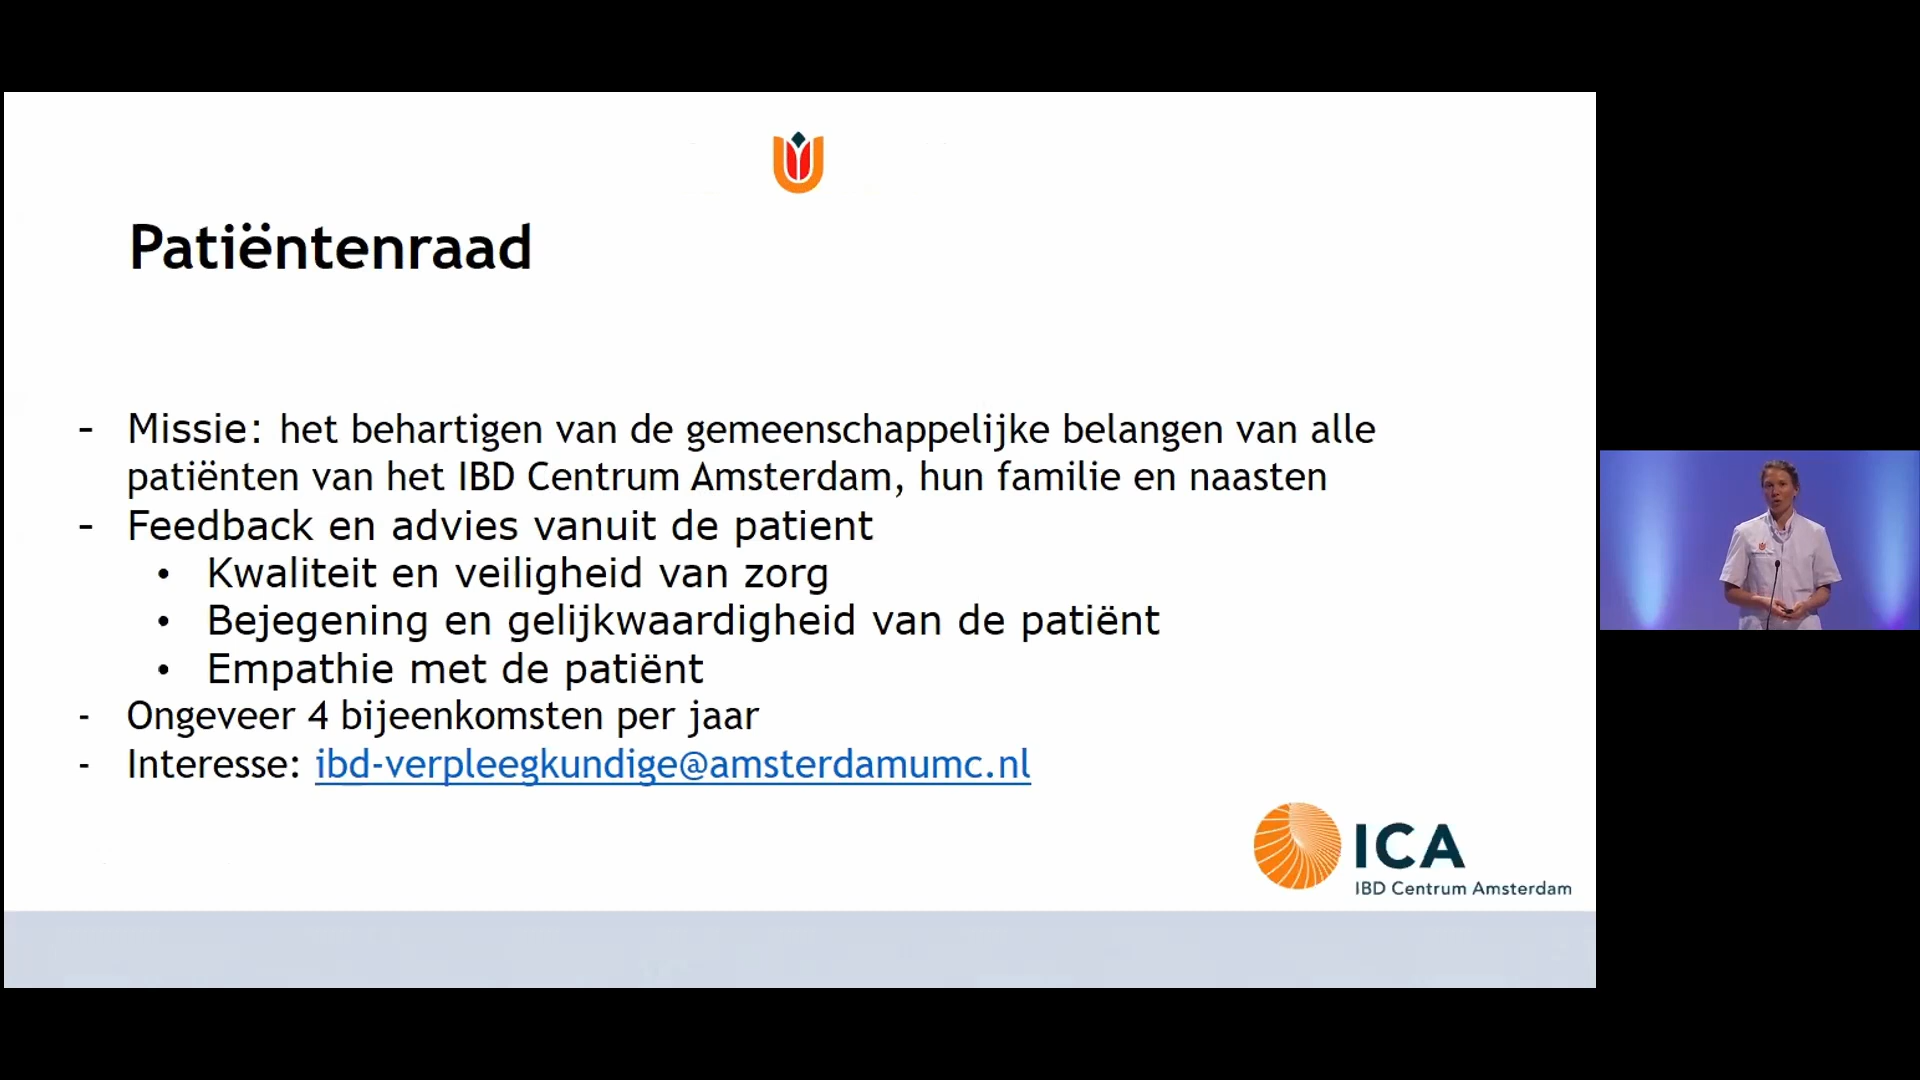 Patiëntenraad
- Missie: het behartigen van de gemeenschappelijke belangen van alle
patiënten van het IBD Centrum Amsterdam, hun familie en naasten
- Feedback en advies vanuit de patient
• Kwaliteit en veiligheid van zorg
• Bejegening en gelijkwaardigheid van de patiënt
• Empathie met de patiënt
- Ongeveer 4 bijeenkomsten per jaar
- Interesse: ibd-verpleegkundige@amsterdamumc.nl
ICA
IBD Centrum Amsterdam